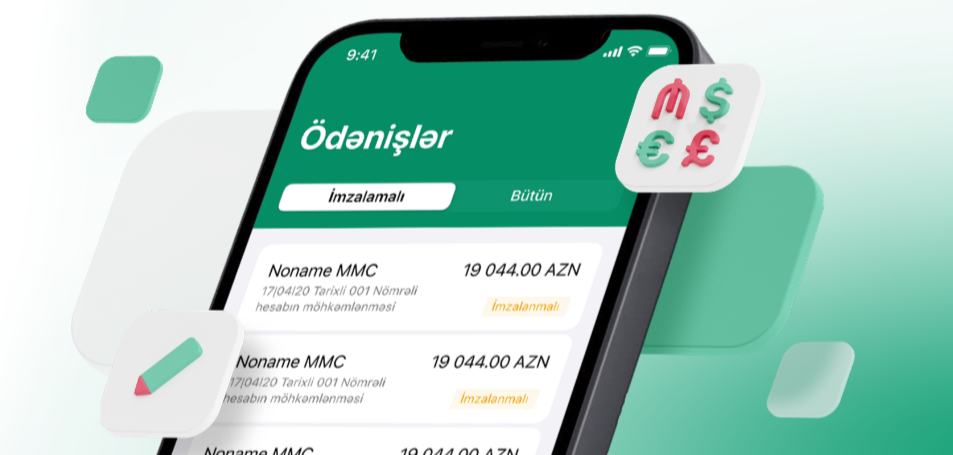 9:41
Ödənişlər
İmzalamalı
Bütün
Noname MMC
19 044.00 AZN
17|04|20 Tarixli 001 Nömrəli
hesabın möhkəmlənməsi
İmzalanmalı
Noname MMC
19 044.00 AZN
17|04|20 Tarixli 001 Nömrəli
hesabın möhkəmlənməsi
İmzalanmalı
Noname MMC
19 044.00 AZN